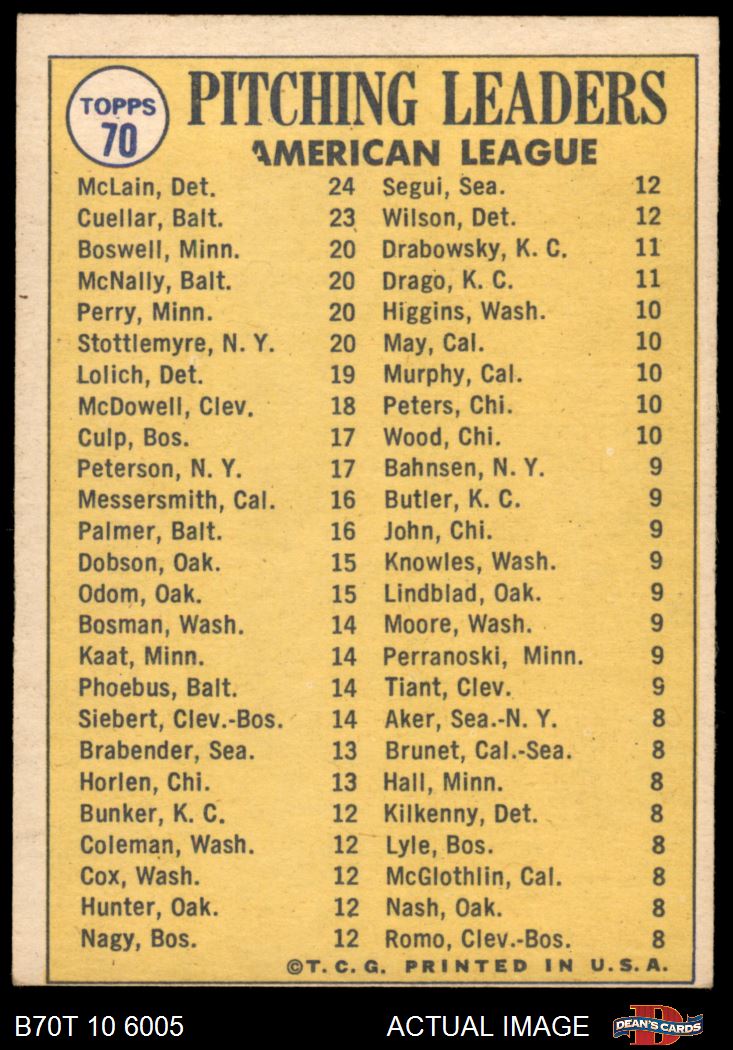 TOPPS
70
PITCHING LEADERS
AMERICAN LEAGUE
McLain, Det. 24
Cuellar, Balt. 23
Boswell, Minn. 20
McNally, Balt. 20
Perry, Minn. 20
Stottlemyre, N. Y. 20
Lolich, Det. 19
McDowell, Clev. 18
Culp, Bos. 17
Peterson, N. Y. 17
Messersmith, Cal. 16
Palmer, Balt. 16
Dobson, Oak. 15
Odom, Oak. 15
Bosman, Wash. 14
Kaat, Minn. 14
Phoebus, Balt. 14
Siebert, Clev.-Bos. 14
Brabender, Sea. 13
Horlen, Chi. 13
Bunker, K. C. 12
Coleman, Wash. 12
Cox, Wash. 12
Hunter, Oak. 12
Nagy, Bos. 12
Segui, Sea. 12
Wilson, Det. 12
Drabowsky, K. C. 11
Drago, K. C. 11
Higgins, Wash. 10
May, Cal. 10
Murphy, Cal. 10
Peters, Chi. 10
Wood, Chi. 10
Bahnsen, N. Y. 9
Butler, K. C. 9
John, Chi. 9
Knowles, Wash. 9
Lindblad, Oak. 9
Moore, Wash. 9
Perranoski, Minn. 9
Tiant, Clev. 9
Aker, Sea.-N. Y. 8
Brunet, Cal.-Sea. 8
Hall, Minn. 8
Kilkenny, Det. 8
Lyle, Bos. 8
McGlothlin, Cal. 8
Nash, Oak. 8
Romo, Clev.-Bos. 8
©T. C. G. PRINTED IN U.S.A.
B70T 10 6005 ACTUAL IMAGE
D
DEAN'S CARDS